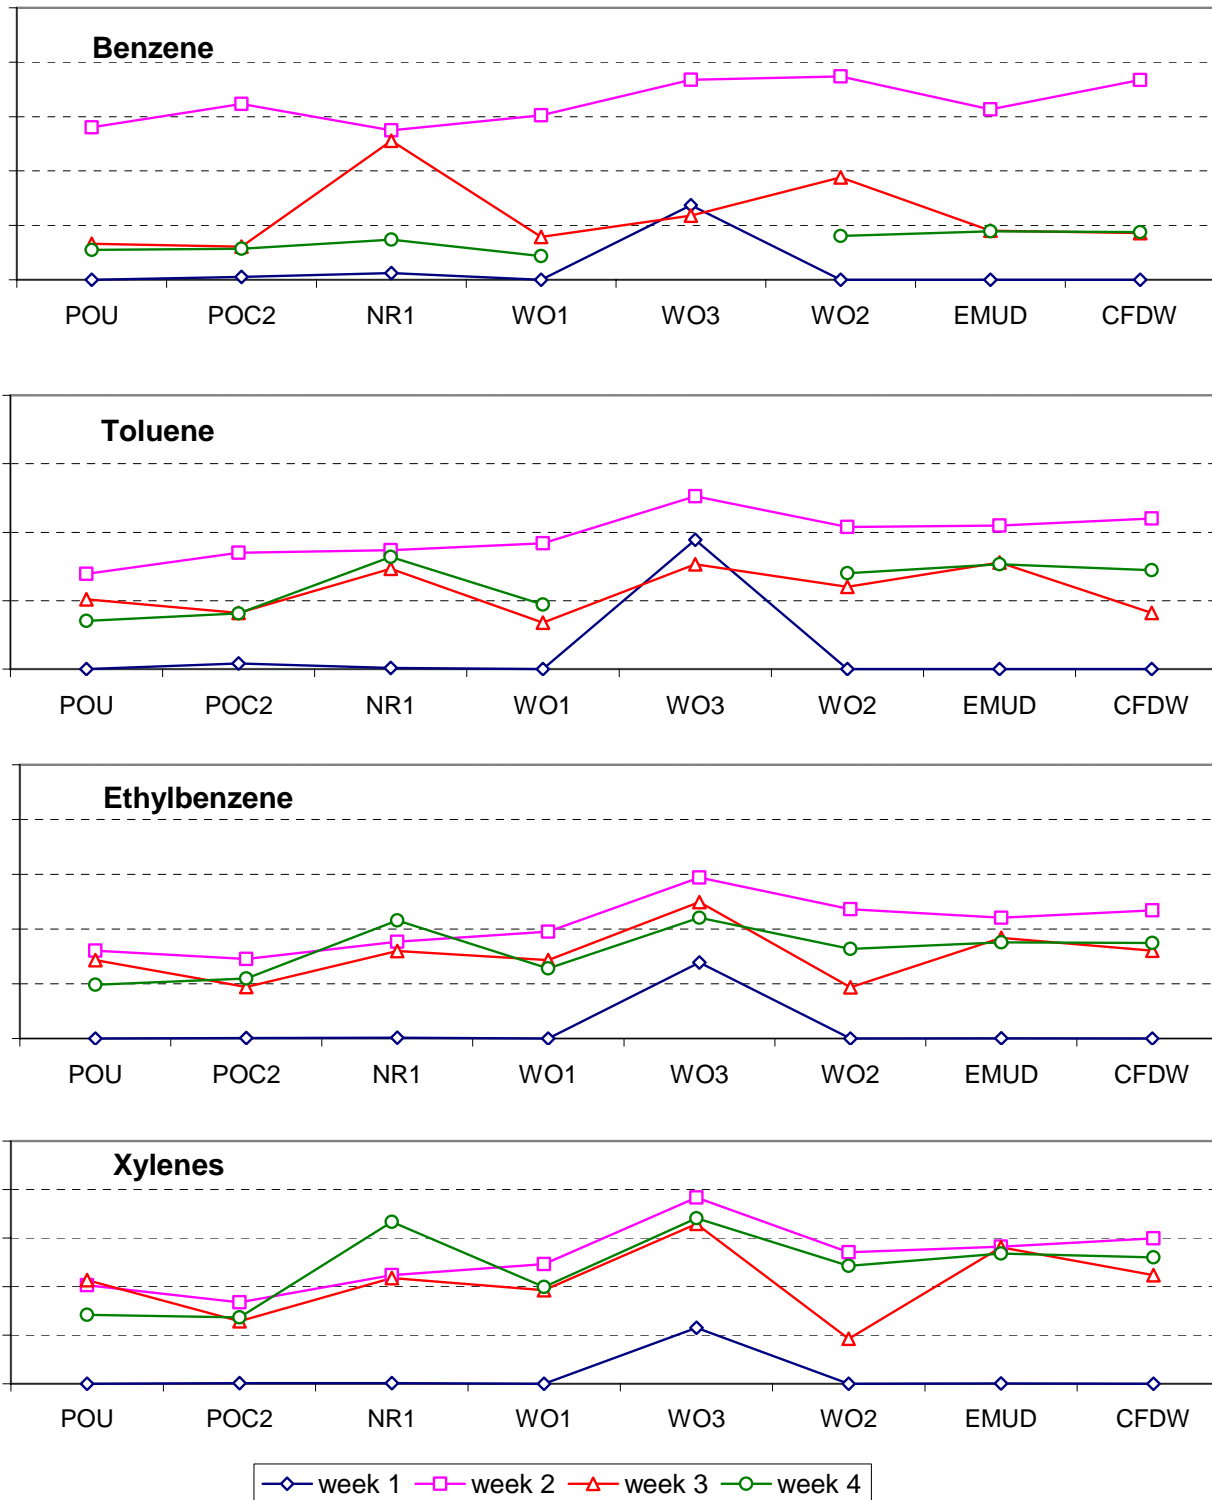 Benzene
POU POC2 NR1 WO1 WO3 WO2 EMUD CFDW
Toluene
POU POC2 NR1 WO1 WO3 WO2 EMUD CFDW
Ethylbenzene
POU POC2 NR1 WO1 WO3 WO2 EMUD CFDW
Xylenes
POU POC2 NR1 WO1 WO3 WO2 EMUD CFDW
week 1 week 2 week 3 week 4